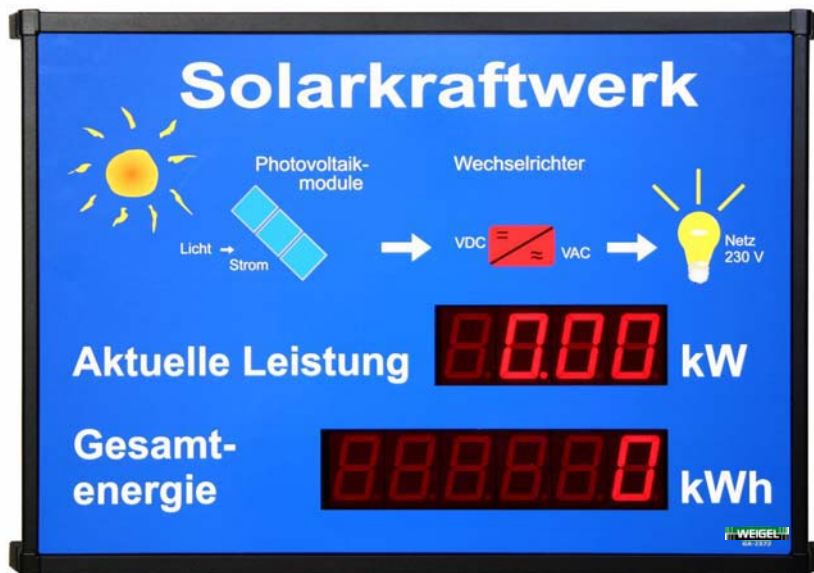 Solarkraftwerk
Photovoltaik-
module
Wechselrichter
Licht →
Strom
VDC
VAC
Netz
230 V
Aktuelle Leistung 0.00 kW
Gesamt-
energie
0 kWh
WEIGEL